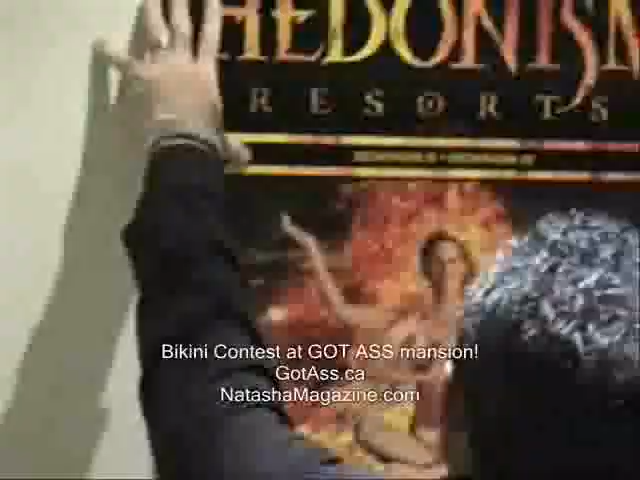 HEDONISM
RESORTS
Bikini Contest at GOT ASS mansion!
GotAss.ca
NatashaMagazine.com